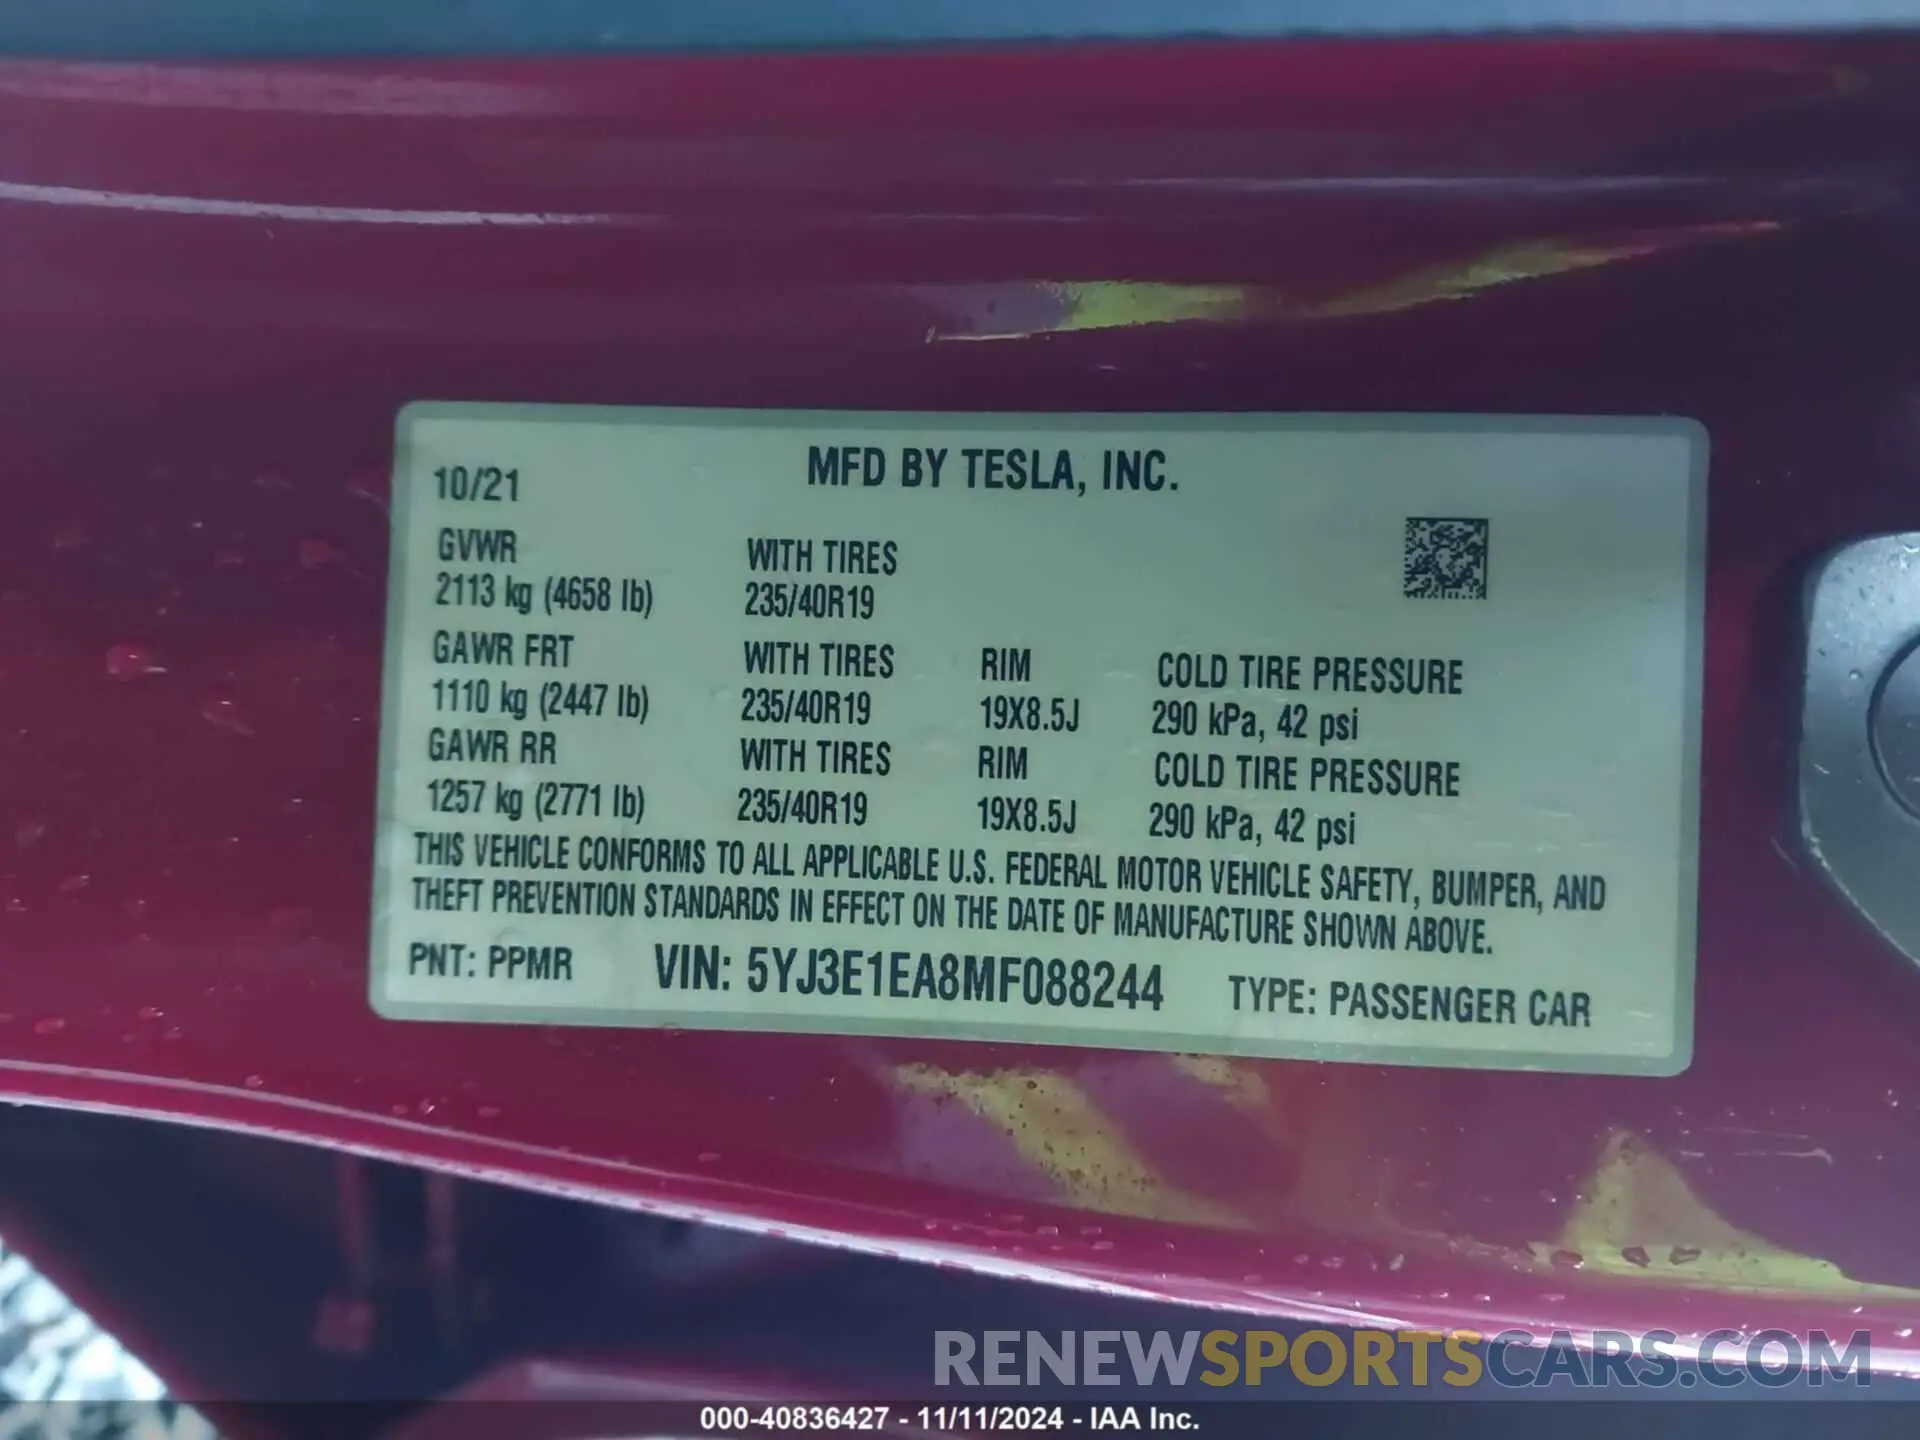 MFD BY TESLA, INC.
10/21
GVWR WITH TIRES
2113 kg (4658 lb) 235/40R19
GAWR FRT WITH TIRES RIM COLD TIRE PRESSURE
1110 kg (2447 lb) 235/40R19 19X8.5J 290 kPa, 42 psi
GAWR RR WITH TIRES RIM COLD TIRE PRESSURE
1257 kg (2771 lb) 235/40R19 19X8.5J 290 kPa, 42 psi
THIS VEHICLE CONFORMS TO ALL APPLICABLE U.S. FEDERAL MOTOR VEHICLE SAFETY, BUMPER, AND
THEFT PREVENTION STANDARDS IN EFFECT ON THE DATE OF MANUFACTURE SHOWN ABOVE.
PNT: PPMR VIN: 5YJ3E1EA8MF088244 TYPE: PASSENGER CAR
RENEWSPORTSCARS.COM
000-40836427 - 11/11/2024 - IAA Inc.